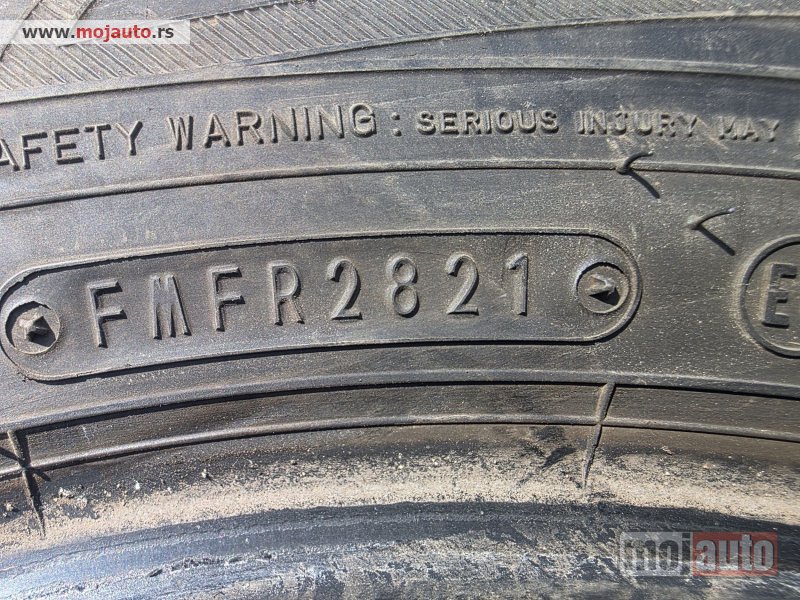 www.mojauto.rs
AFETY WARNING : SERIOUS INJURY MAY
FMFR2821
E
mojauto